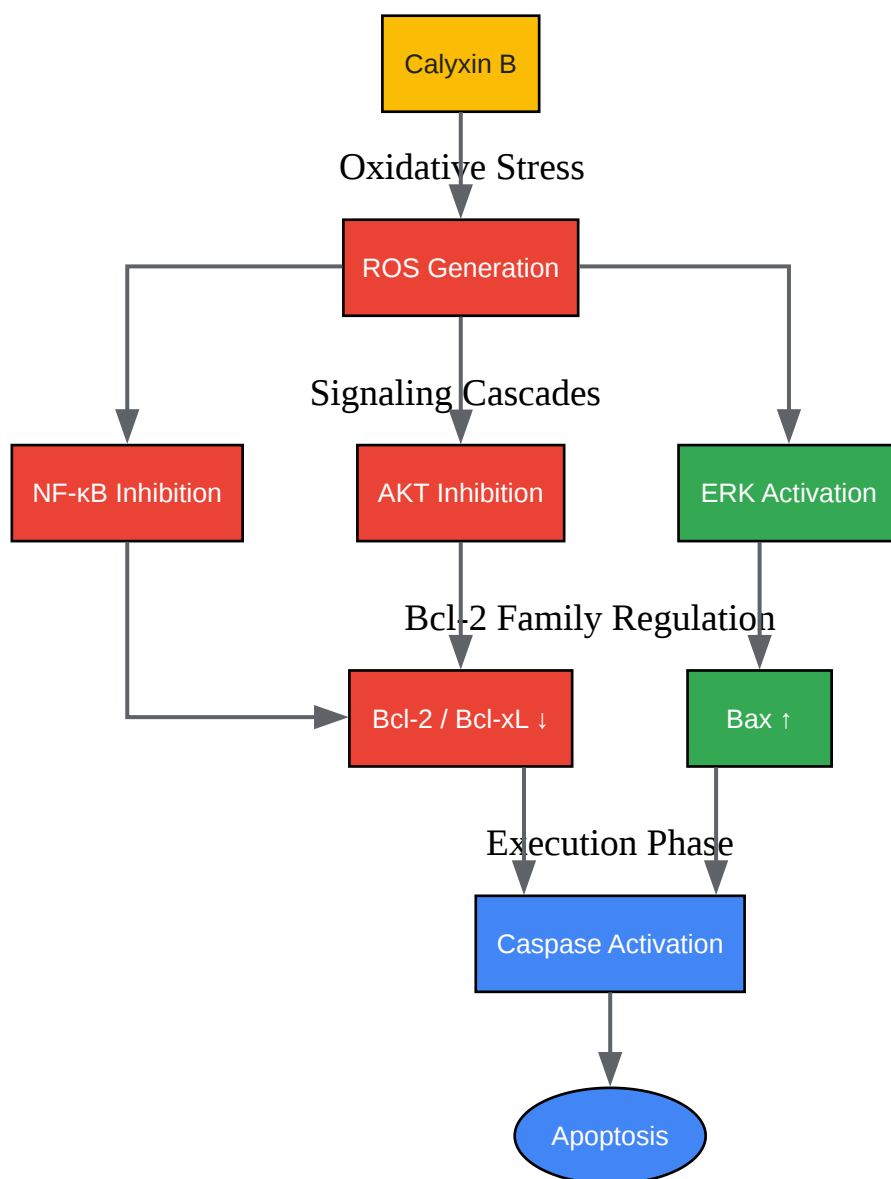 Calyxin B
Oxidative Stress
ROS Generation
Signaling Cascades
NF-κB Inhibition
AKT Inhibition
ERK Activation
Bcl-2 Family Regulation
Bcl-2 / Bcl-xL ↓
Bax ↑
Execution Phase
Caspase Activation
Apoptosis